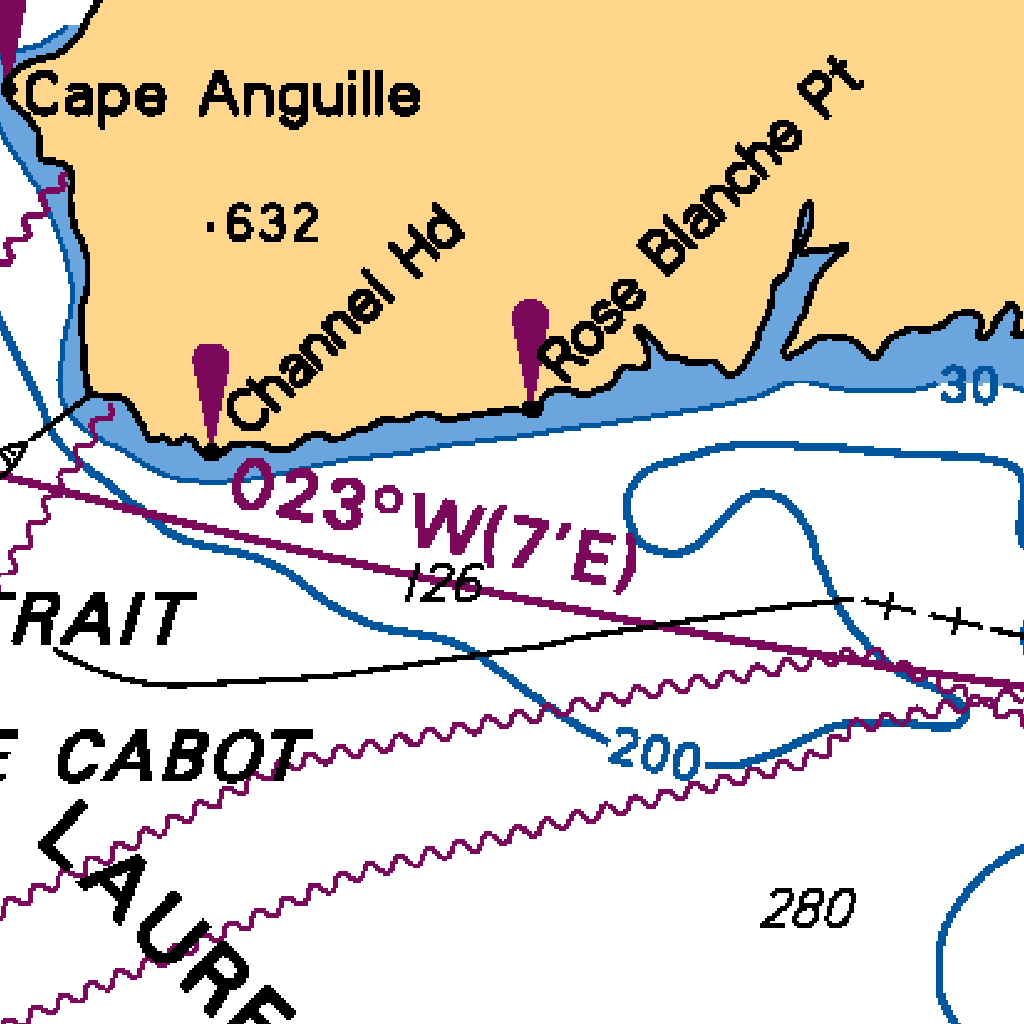 Cape Anguille
632
Channel Hd
Rose Blanche Pt
30
023°W(7'E)
126
TRAIT
200
E CABOT
LAURE
280